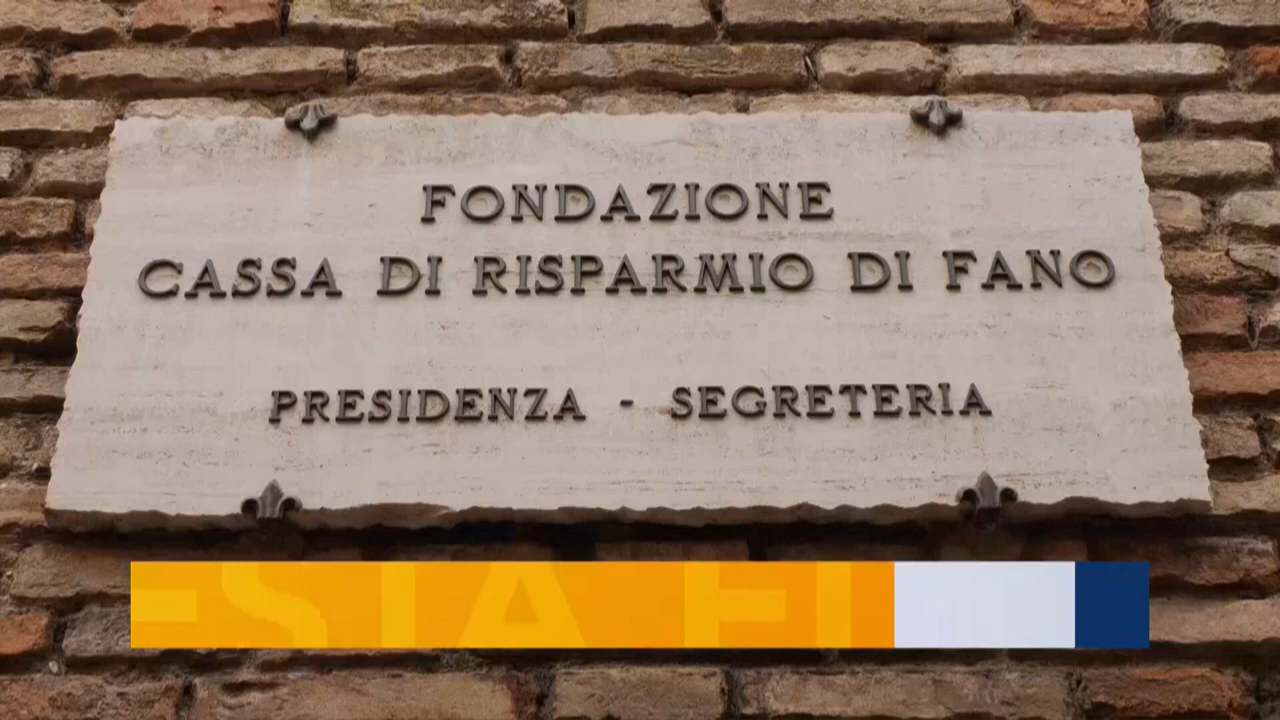 FONDAZIONE
CASSA DI RISPARMIO DI FANO
PRESIDENZA - SEGRETERIA